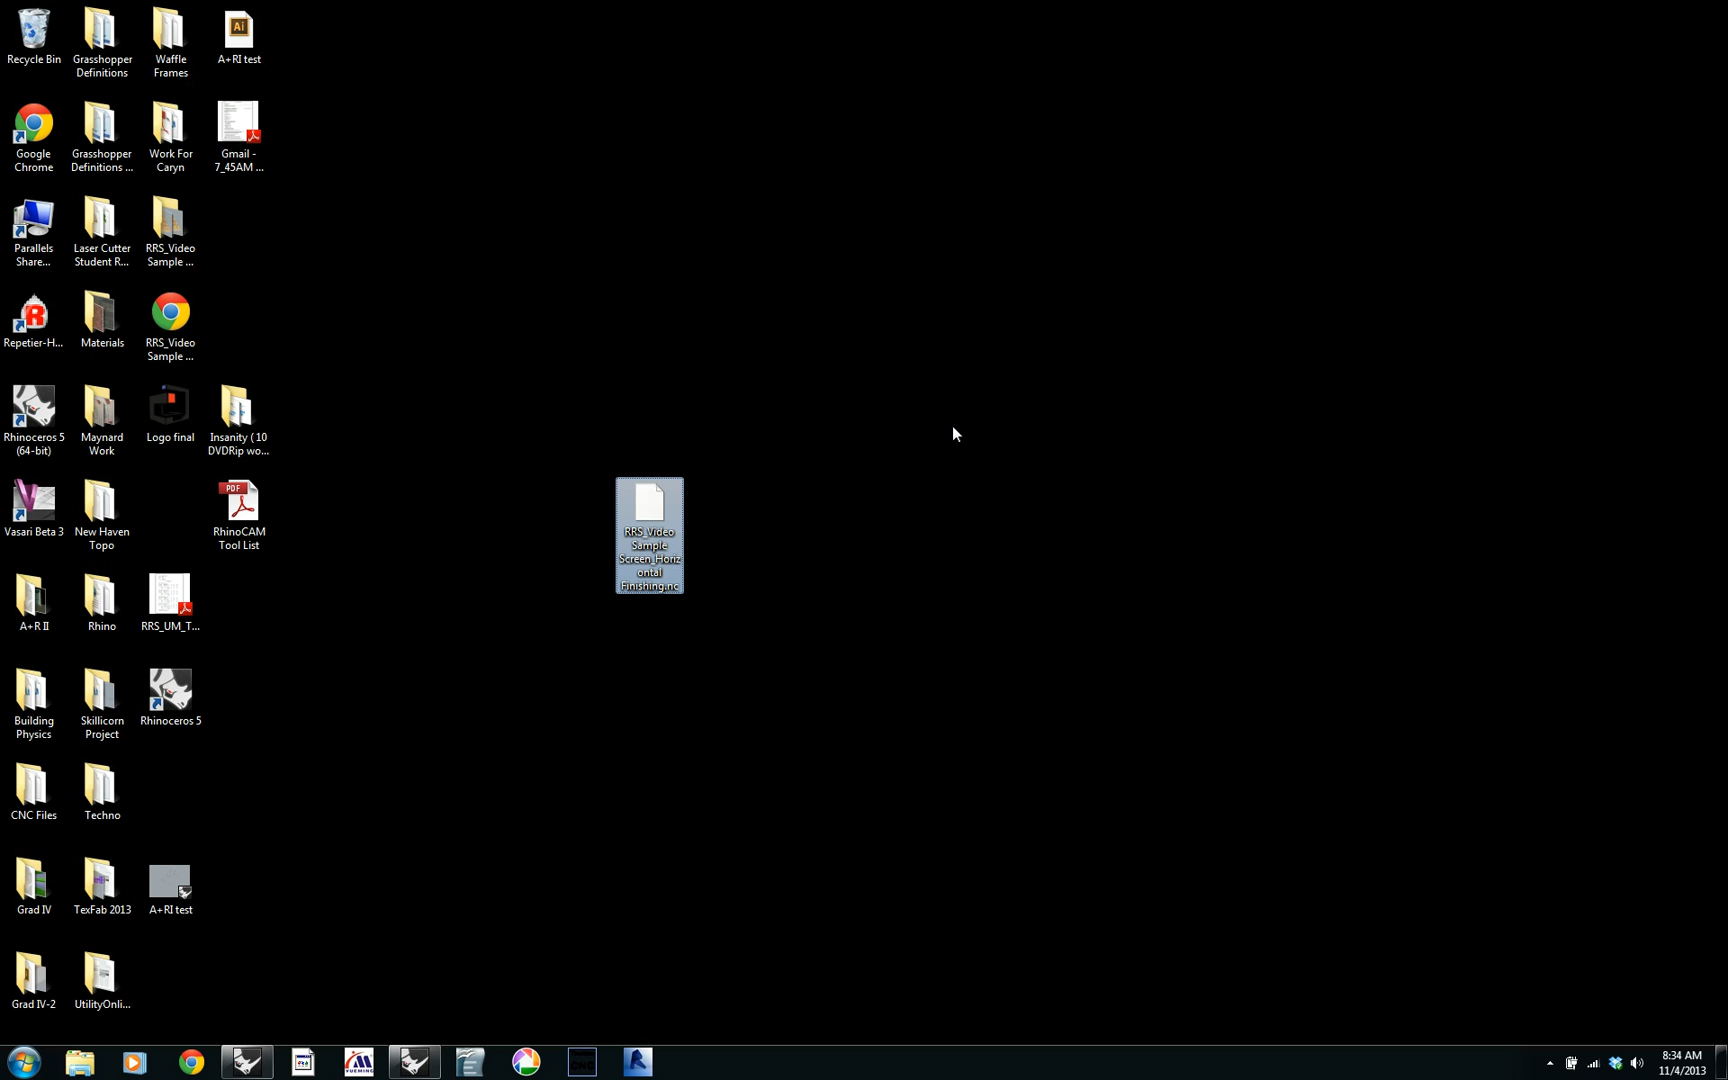 Recycle Bin
Grasshopper
Definitions
Waffle
Frames
Ai
A+RI test
Google
Chrome
Grasshopper
Definitions ...
Work For
Caryn
Gmail -
7_45AM ...
Parallels
Share...
Laser Cutter
Student R...
RRS_Video
Sample ...
R
Repetier-H...
Materials
RRS_Video
Sample ...
Rhinoceros 5
(64-bit)
Maynard
Work
Logo final
Insanity ( 10
DVDRip wo...
Vasari Beta 3
New Haven
Topo
PDF
RhinoCAM
Tool List
RRS_Video
Sample
Screen_Horiz
ontal
Finishing.nc
A+R II
Rhino
RRS_UM_T...
Building
Physics
Skillicorn
Project
Rhinoceros 5
CNC Files
Techno
Grad IV
TexFab 2013
A+RI test
Grad IV-2
UtilityOnli...
8:34 AM
11/4/2013